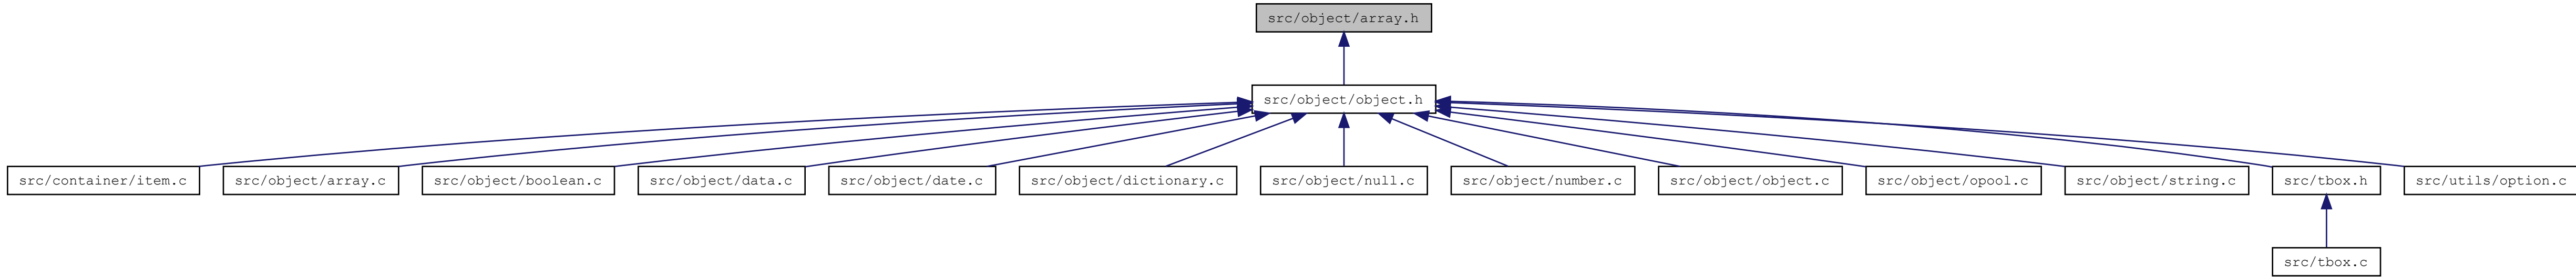 src/object/array.h
src/object/object.h
src/container/item.c
src/object/array.c
src/object/boolean.c
src/object/data.c
src/object/date.c
src/object/dictionary.c
src/object/null.c
src/object/number.c
src/object/object.c
src/object/opool.c
src/object/string.c
src/tbox.h
src/utils/option.c
src/tbox.c